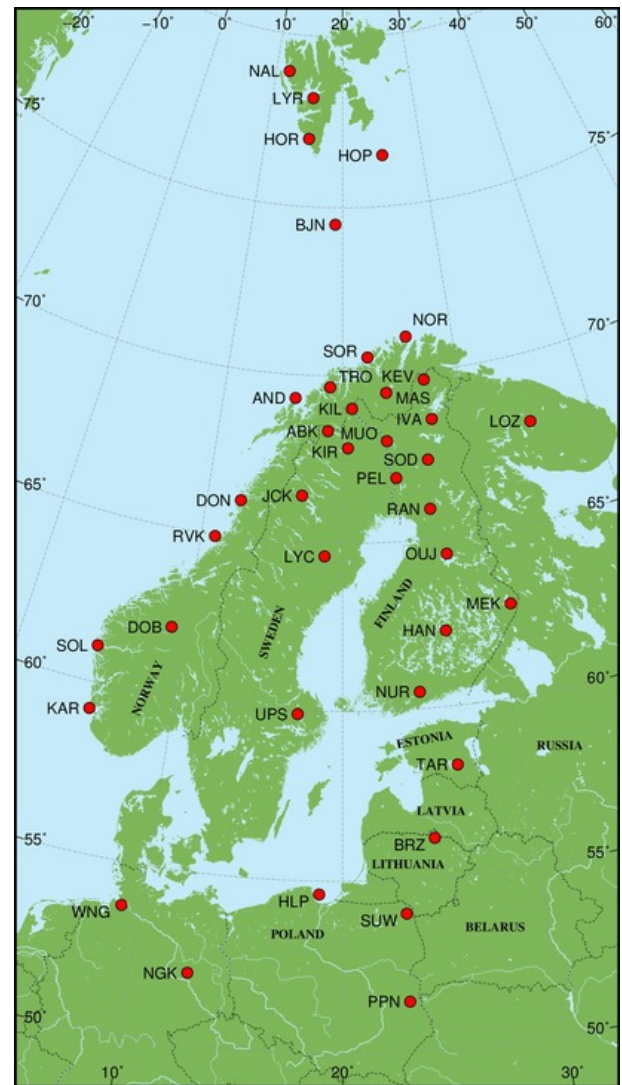 -20° -10° 0° 10° 20° 30° 40° 50° 60°
NAL
75°
LYR
75°
HOR
HOP
BJN
70°
NOR
70°
SOR
TRO
KEV
AND
MAS
KIL
IVA
LOZ
ABK
MUO
KIR
SOD
65°
PEL
DON
JCK
65°
RAN
RVK
LYC
OUJ
FINLAND
MEK
SWEDEN
DOB
HAN
SOL
60°
NORWAY
60°
NUR
KAR
UPS
ESTONIA
RUSSIA
TAR
LATVIA
55°
BRZ
55°
LITHUANIA
HLP
WNG
SUW
POLAND
BELARUS
NGK
PPN
50°
50°
10° 20° 30°